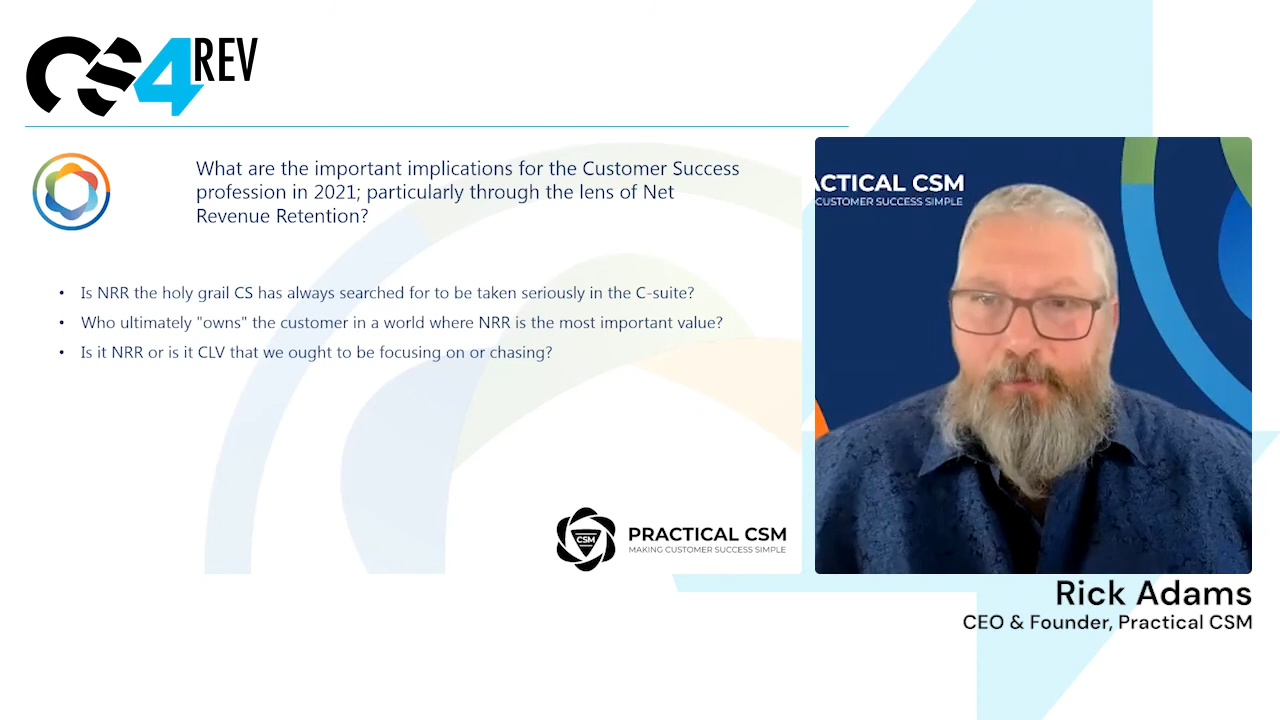 CS4REV
What are the important implications for the Customer Success
profession in 2021; particularly through the lens of Net
Revenue Retention?
• Is NRR the holy grail CS has always searched for to be taken seriously in the C-suite?
• Who ultimately "owns" the customer in a world where NRR is the most important value?
• Is it NRR or is it CLV that we ought to be focusing on or chasing?
CSM
PRACTICAL CSM
MAKING CUSTOMER SUCCESS SIMPLE
ACTICAL CSM
CUSTOMER SUCCESS SIMPLE
Rick Adams
CEO & Founder, Practical CSM